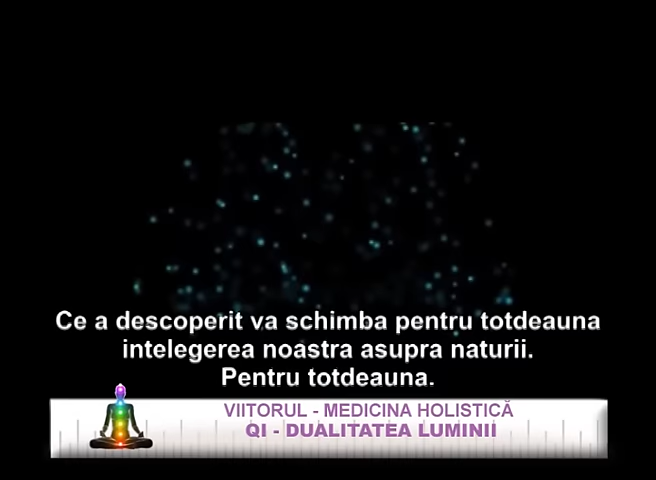 Ce a descoperit va schimba pentru totdeauna
intelegerea noastra asupra naturii.
Pentru totdeauna.
VIITORUL - MEDICINA HOLISTICĂ
QI - DUALITATEA LUMINII